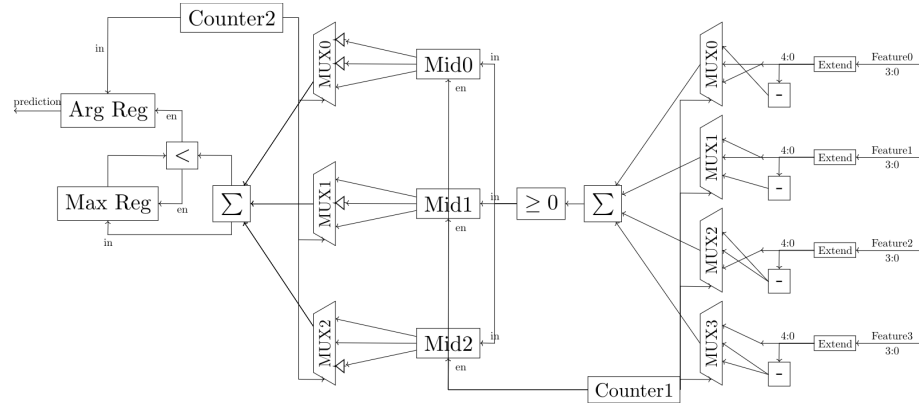 Counter2
in
prediction
Arg Reg
en
<
Max Reg
en
in
Σ
MUX0
MUX1
MUX2
Mid0
in
en
Mid1
in
en
Mid2
in
en
≥ 0
Σ
Counter1
MUX0
4:0
Extend
Feature0
3:0
-
MUX1
4:0
Extend
Feature1
3:0
-
MUX2
4:0
Extend
Feature2
3:0
-
MUX3
4:0
Extend
Feature3
3:0
-